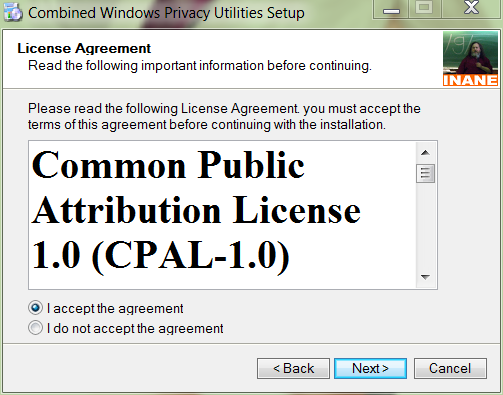 Combined Windows Privacy Utilities Setup
License Agreement
Read the following important information before continuing.
INANE
Please read the following License Agreement. you must accept the
terms of this agreement before continuing with the installation.
Common Public
Attribution License
1.0 (CPAL-1.0)
I accept the agreement
I do not accept the agreement
< Back
Next >
Cancel